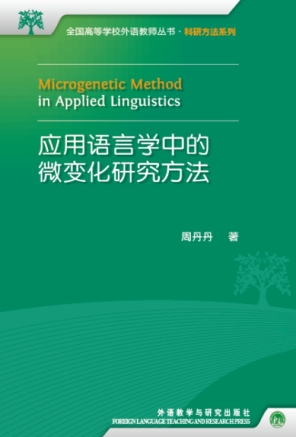 全国高等学校外语教师丛书·科研方法系列
Microgenetic Method
in Applied Linguistics
应用语言学中的
微变化研究方法
周丹丹 著
外语教学与研究出版社
FOREIGN LANGUAGE TEACHING AND RESEARCH PRESS